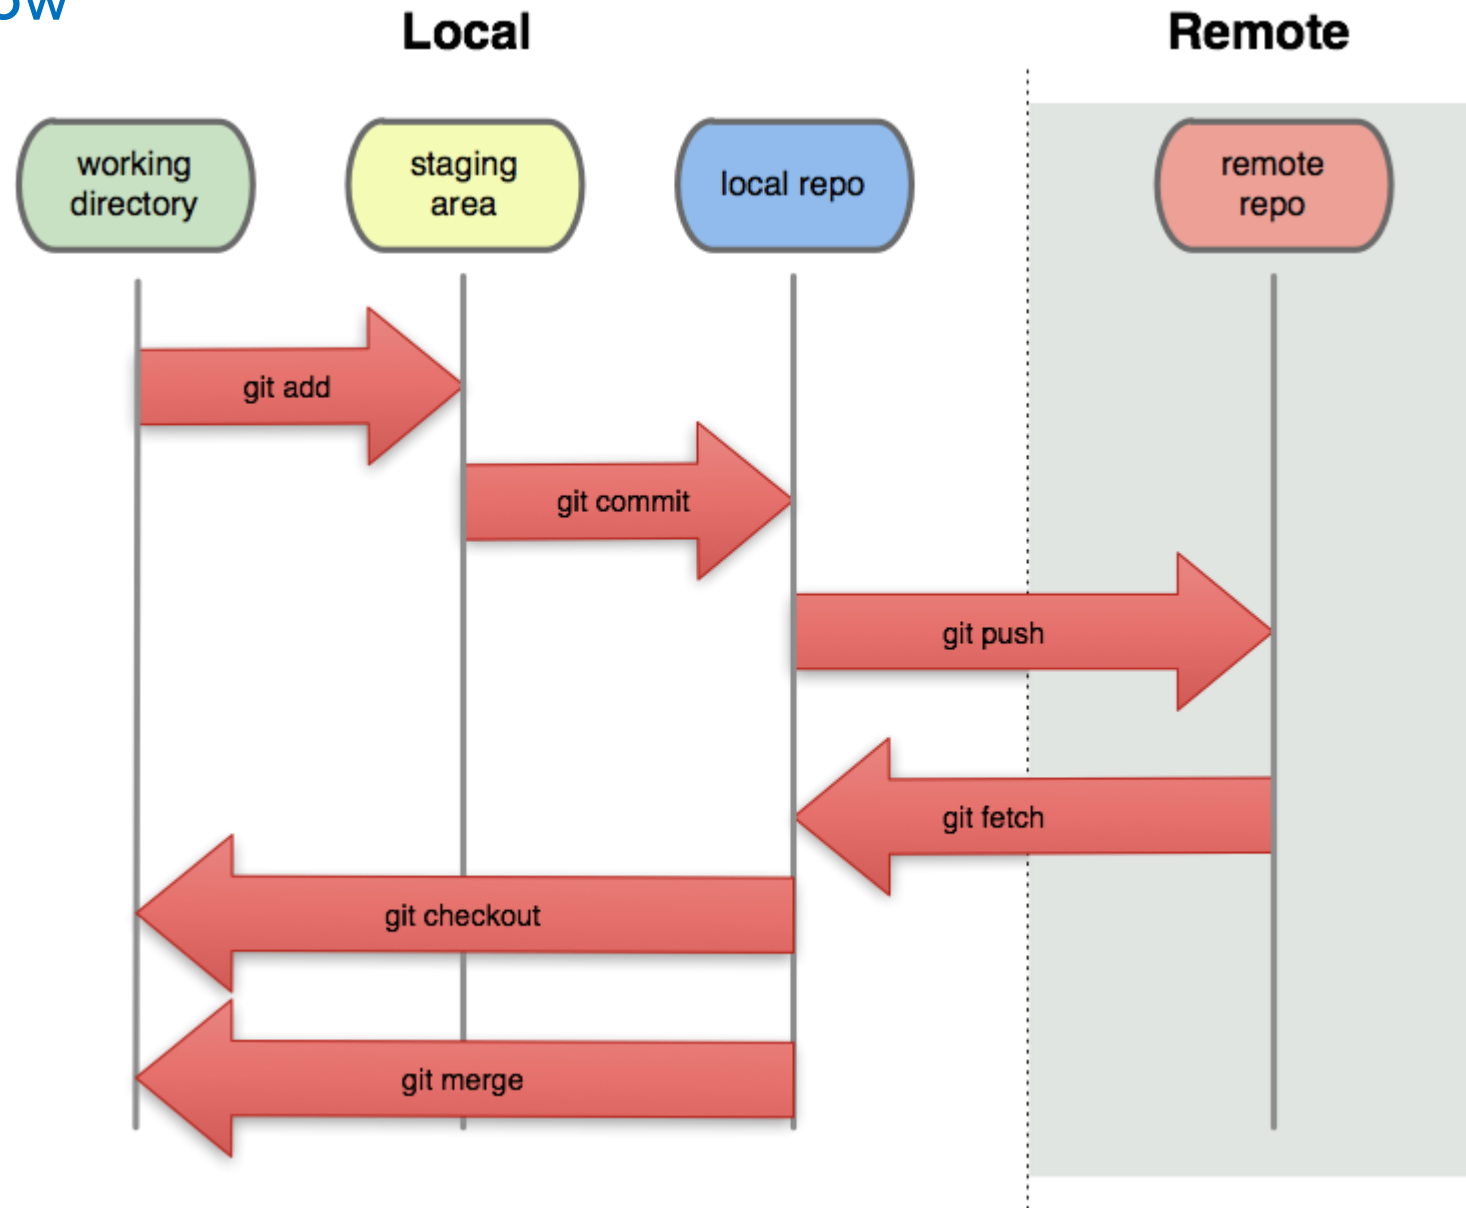 Local
Remote
working
directory
staging
area
local repo
remote
repo
git add
git commit
git push
git fetch
git checkout
git merge